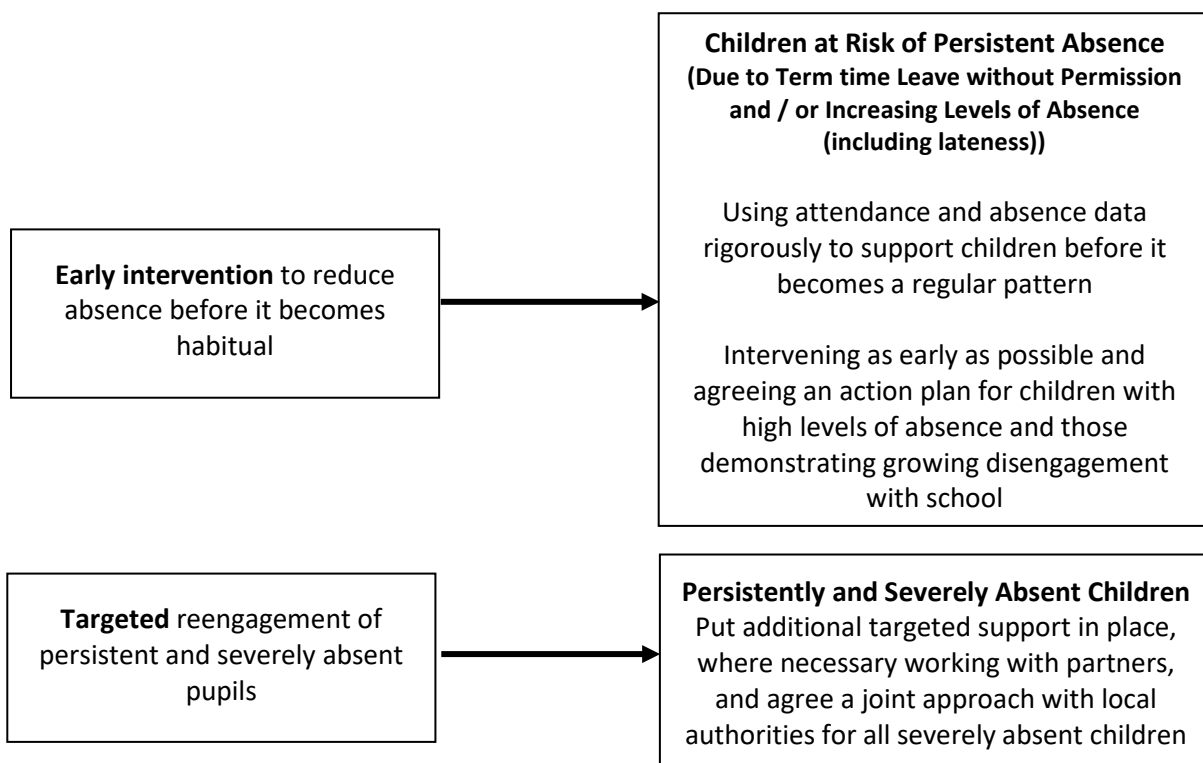 Early intervention to reduce
absence before it becomes
habitual
Children at Risk of Persistent Absence
(Due to Term time Leave without Permission
and / or Increasing Levels of Absence
(including lateness))
Using attendance and absence data
rigorously to support children before it
becomes a regular pattern
Intervening as early as possible and
agreeing an action plan for children with
high levels of absence and those
demonstrating growing disengagement
with school
Targeted reengagement of
persistent and severely absent
pupils
Persistently and Severely Absent Children
Put additional targeted support in place,
where necessary working with partners,
and agree a joint approach with local
authorities for all severely absent children